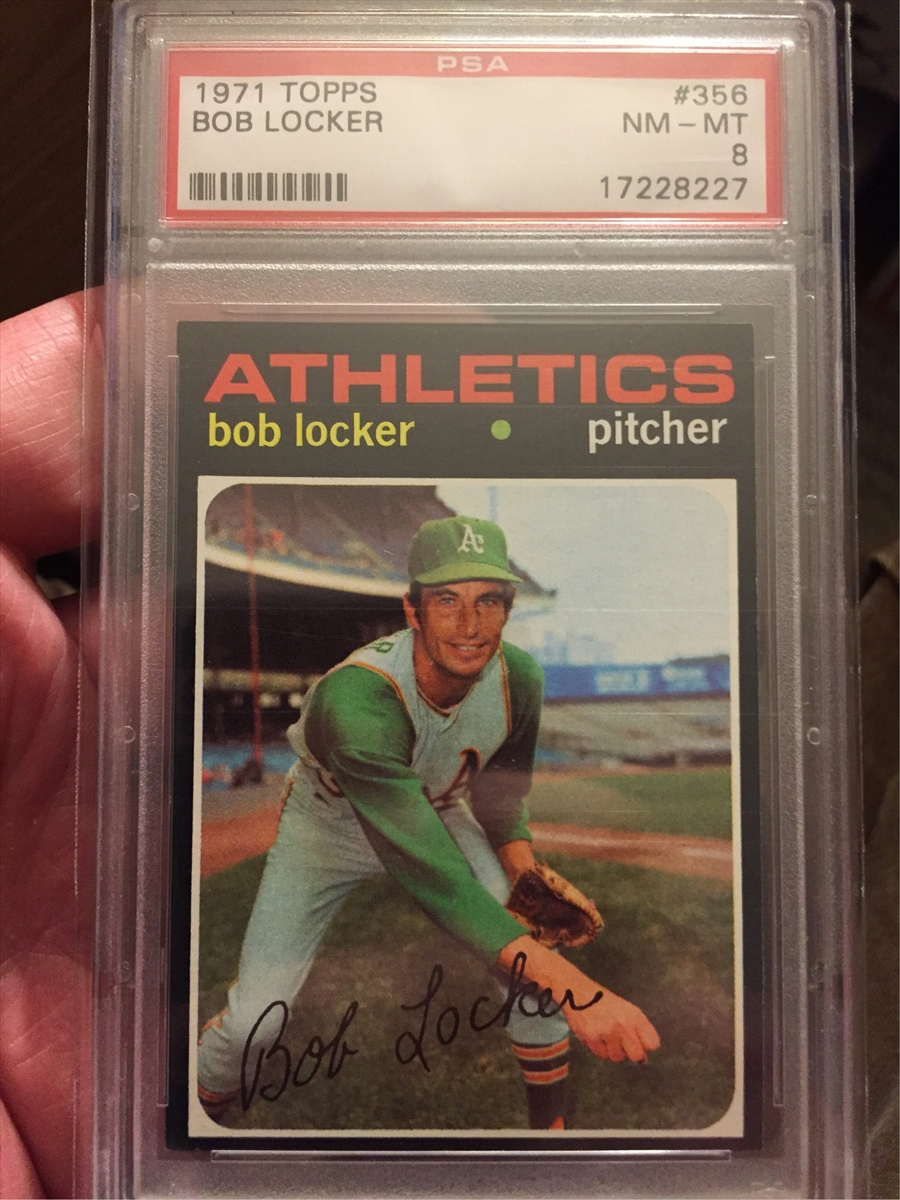 PSA
1971 TOPPS #356
BOB LOCKER NM - MT
8
17228227
ATHLETICS
bob locker • pitcher
A's
A
Bob Locker